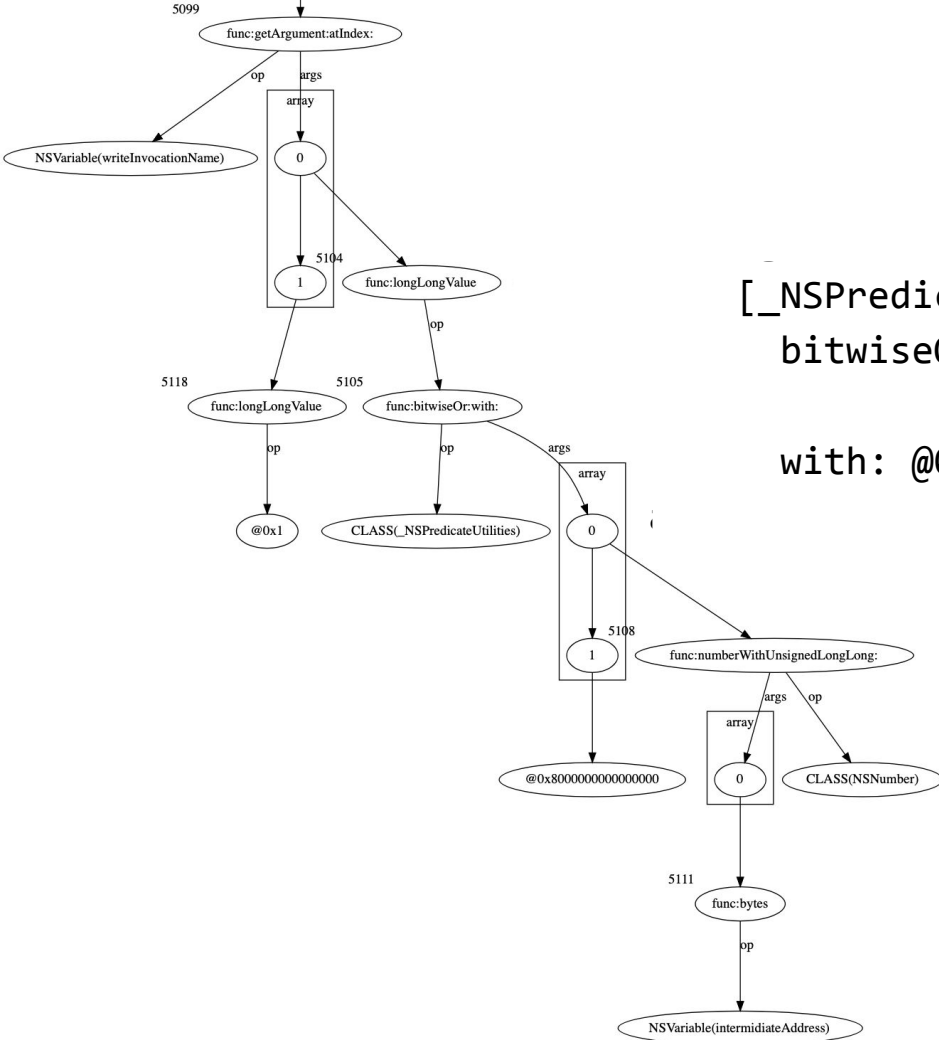 5099
func:getArgument:atIndex:
op
args
array
NSVariable(writeInvocationName)
0
1
5104
func:longLongValue
op
5118
func:longLongValue
5105
func:bitwiseOr:with:
op
op
args
array
@0x1
CLASS(_NSPredicateUtilities)
0
1
5108
func:numberWithUnsignedLongLong:
args
op
array
@0x8000000000000000
0
CLASS(NSNumber)
5111
func:bytes
op
NSVariable(intermidiateAddress)
with: